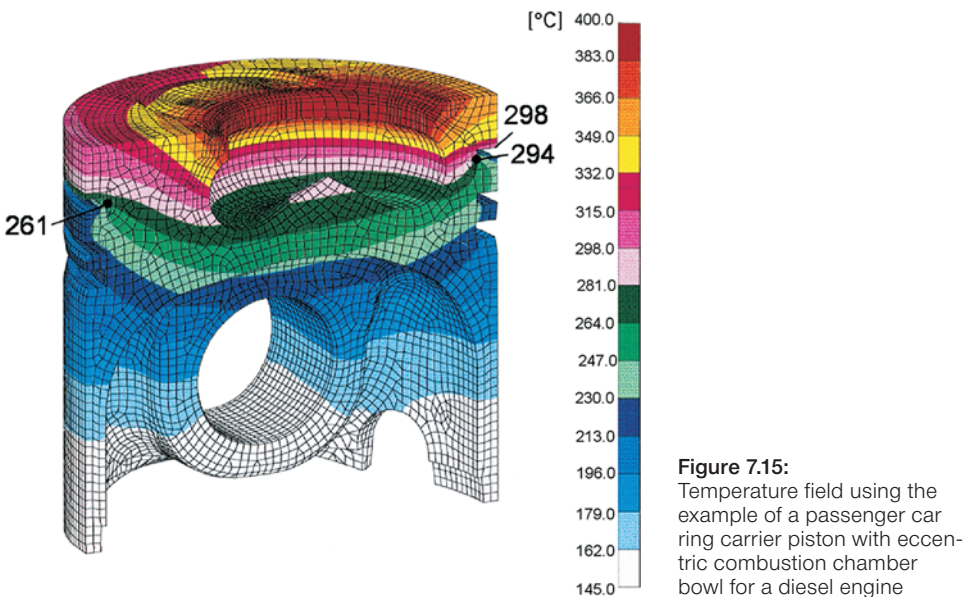 [°C] 400.0
383.0
366.0
349.0
332.0
315.0
298.0
281.0
264.0
247.0
230.0
213.0
196.0
179.0
162.0
145.0
298
294
261
Figure 7.15:
Temperature field using the
example of a passenger car
ring carrier piston with eccen-
tric combustion chamber
bowl for a diesel engine